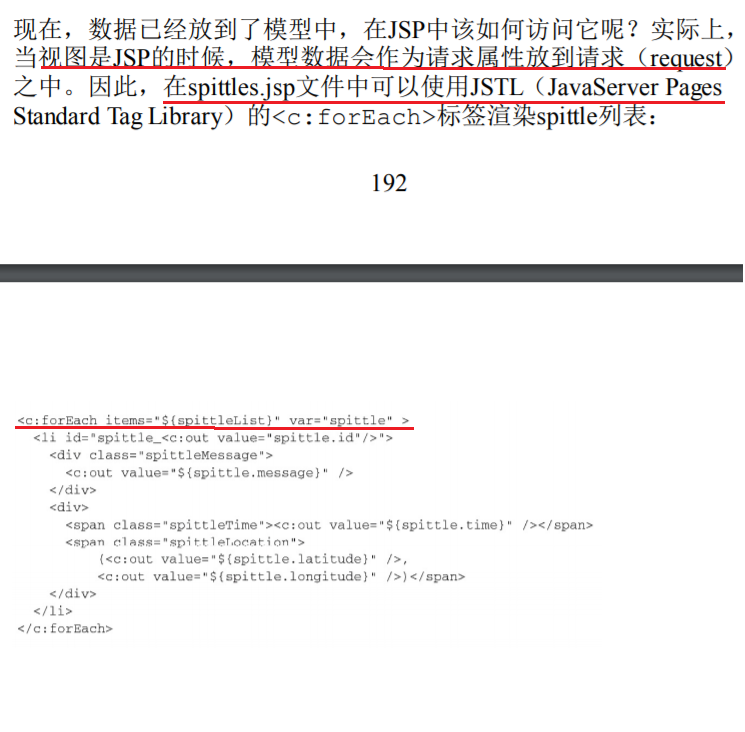 现在，数据已经放到了模型中，在JSP中该如何访问它呢？实际上，
当视图是JSP的时候，模型数据会作为请求属性放到请求（request）
之中。因此，在spittles.jsp文件中可以使用JSTL（JavaServer Pages
Standard Tag Library）的<c:forEach>标签渲染spittle列表：
192
<c:forEach items="${spittleList}" var="spittle" >
<li id="spittle_<c:out value="spittle.id"/>">
<div class="spittleMessage">
<c:out value="${spittle.message}" />
</div>
<div>
<span class="spittleTime"><c:out value="${spittle.time}" /></span>
<span class="spittleLocation">
(<c:out value="${spittle.latitude}" />,
<c:out value="${spittle.longitude}" />)</span>
</div>
</li>
</c:forEach>